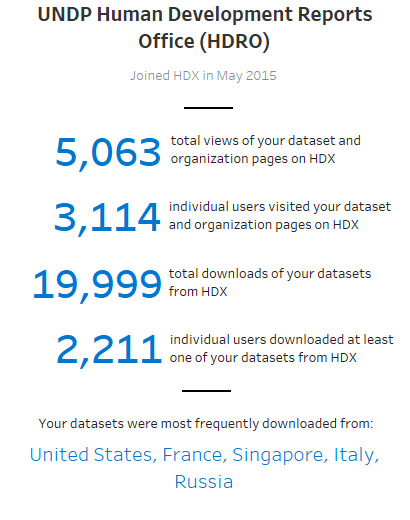 UNDP Human Development Reports
Office (HDRO)
Joined HDX in May 2015
5,063 total views of your dataset and
organization pages on HDX
3,114 individual users visited your dataset
and organization pages on HDX
19,999 total downloads of your datasets
from HDX
2,211 individual users downloaded at least
one of your datasets from HDX
Your datasets were most frequently downloaded from:
United States, France, Singapore, Italy,
Russia